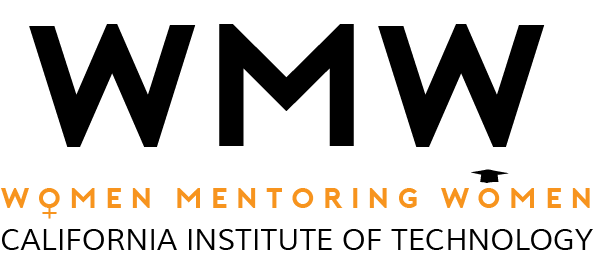 WMW
WOMEN MENTORING WOMEN
CALIFORNIA INSTITUTE OF TECHNOLOGY